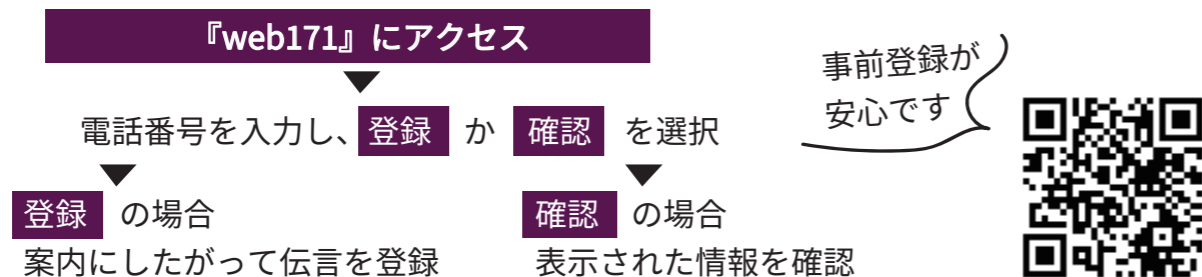 『web171』にアクセス
事前登録が
安心です
電話番号を入力し、登録 か 確認 を選択
登録 の場合
案内にしたがって伝言を登録
確認 の場合
表示された情報を確認